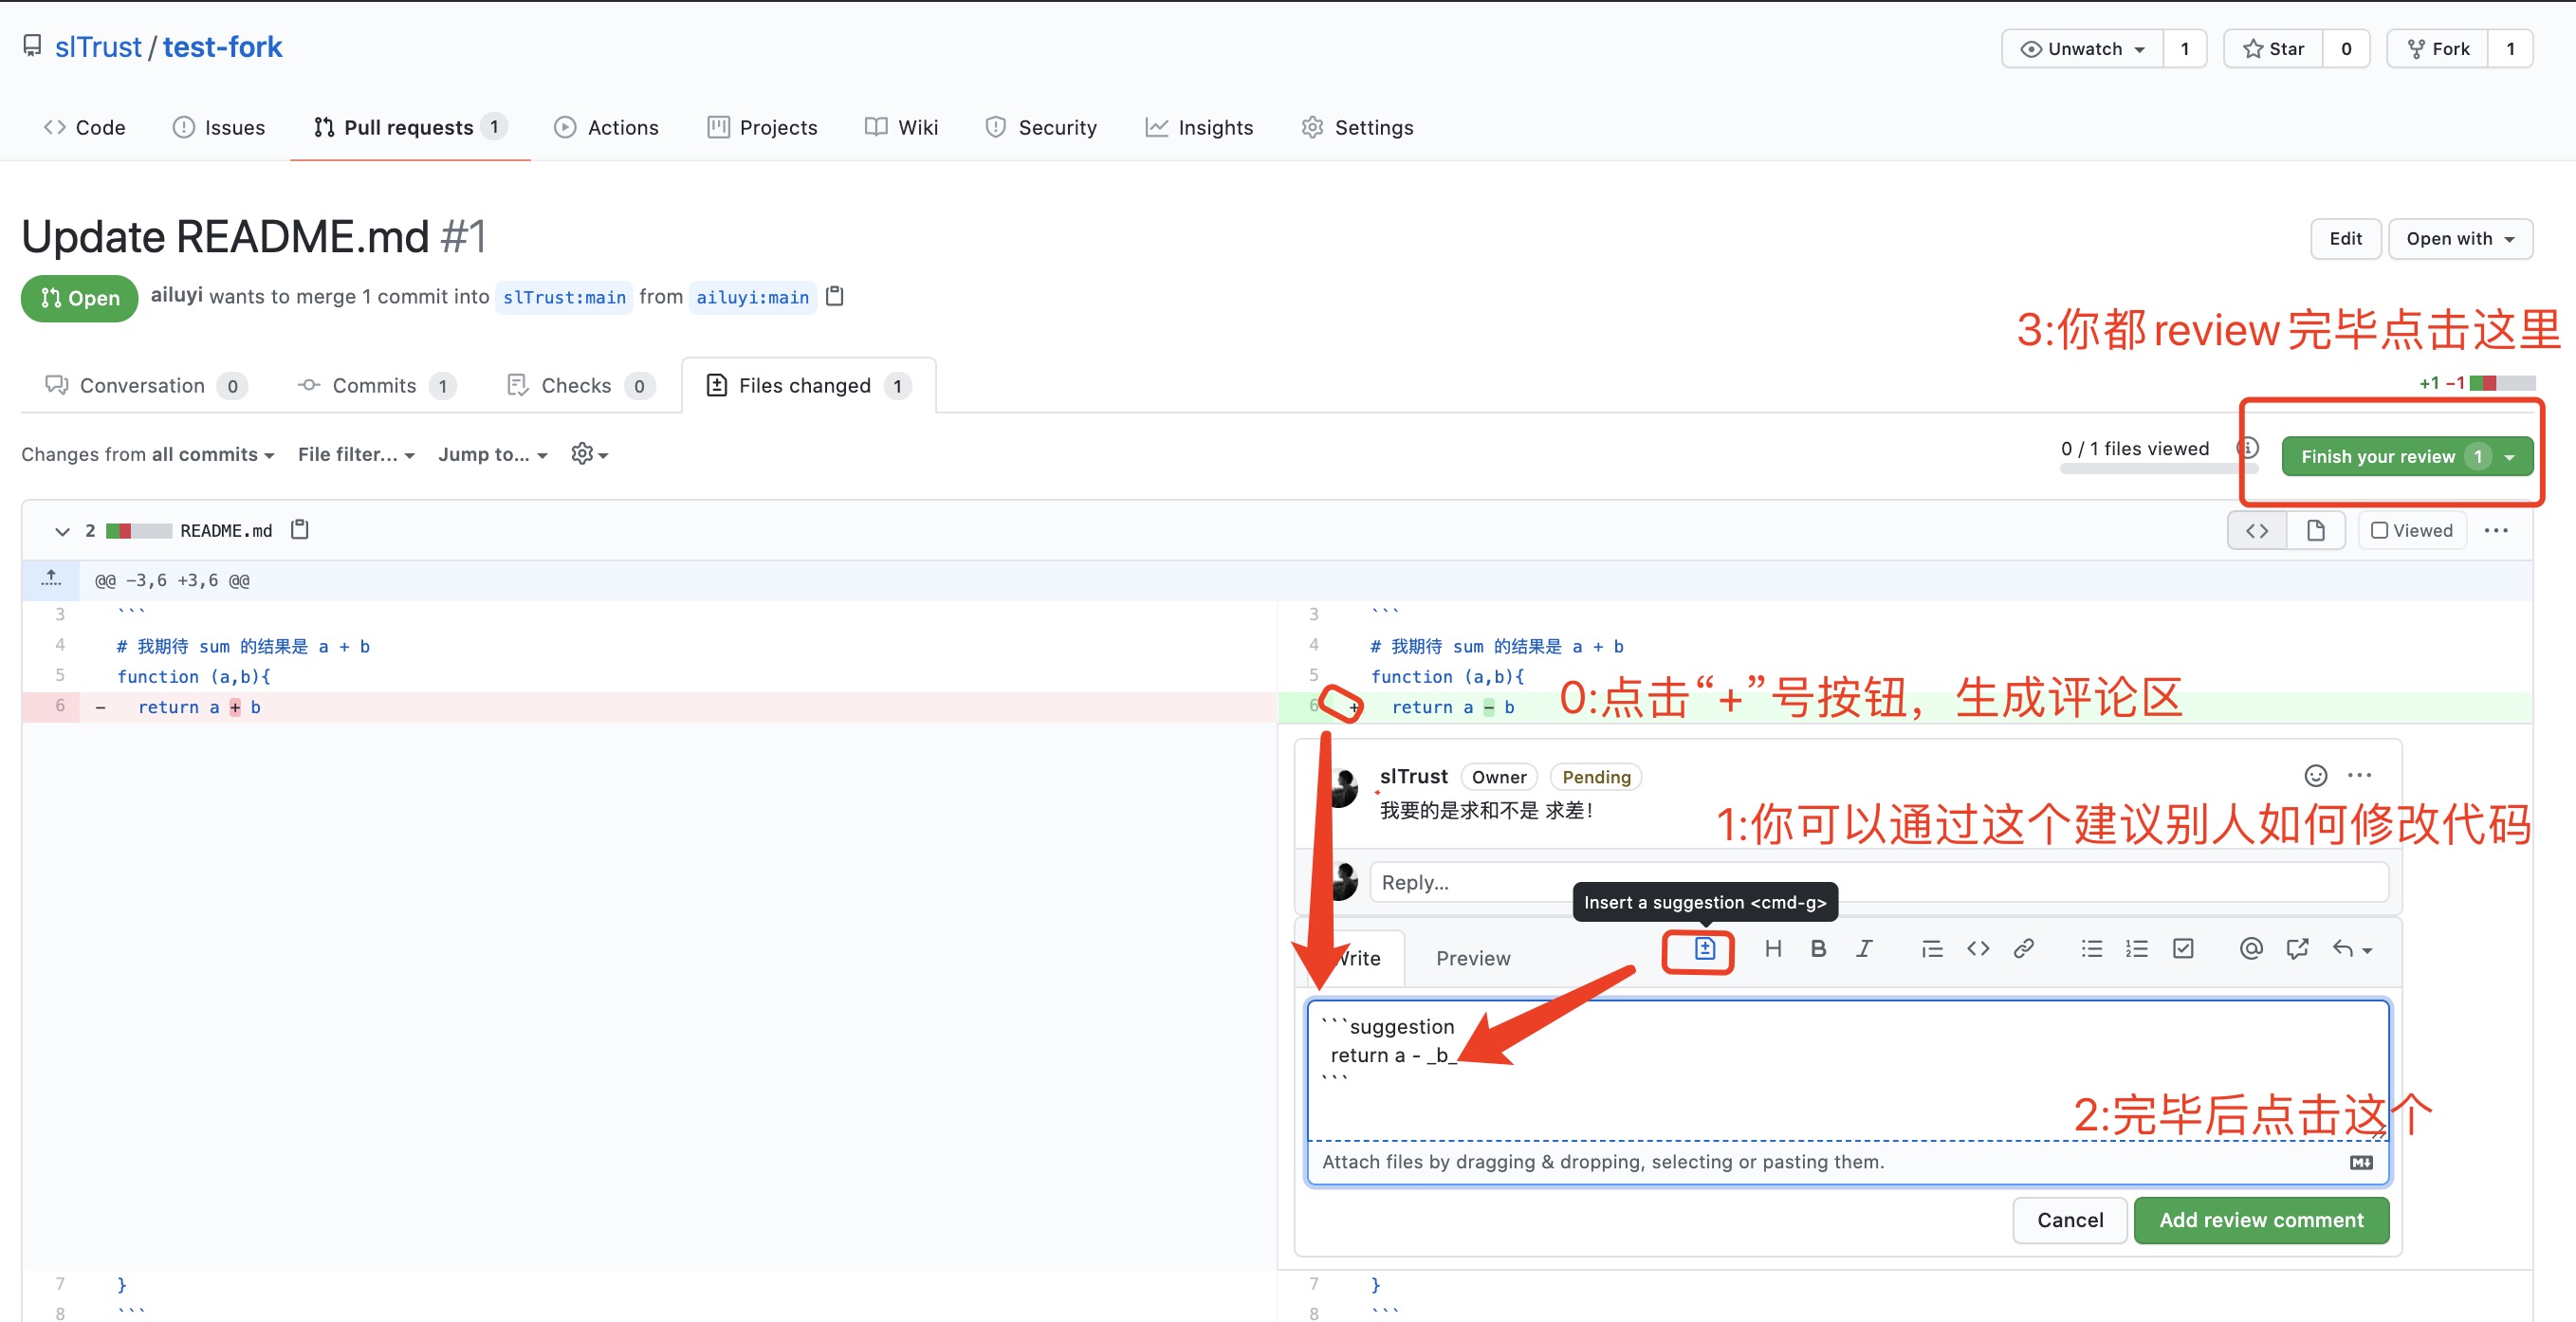 slTrust / test-fork
Unwatch 1 Star 0 Fork 1
Code Issues Pull requests 1 Actions Projects Wiki Security Insights Settings
Update README.md #1
Edit Open with
Open ailuyi wants to merge 1 commit into slTrust:main from ailuyi:main
3:你都review完毕点击这里
Conversation 0 Commits 1 Checks 0 Files changed 1
+1 −1
Changes from all commits File filter... Jump to...
0 / 1 files viewed Finish your review 1
2 README.md Viewed
@@ -3,6 +3,6 @@
3 ``` 3 ```
4 # 我期待 sum 的结果是 a + b 4 # 我期待 sum 的结果是 a + b
5 function (a,b){ 5 function (a,b){
6 - return a + b 6 + return a - b
0:点击“+”号按钮，生成评论区
slTrust Owner Pending
我要的是求和不是 求差!
1:你可以通过这个建议别人如何修改代码
Reply...
Insert a suggestion <cmd-g>
Write Preview
```suggestion
return a - _b_
```
2:完毕后点击这个
Attach files by dragging & dropping, selecting or pasting them.
Cancel Add review comment
7 } 7 }
8 ``` 8 ```